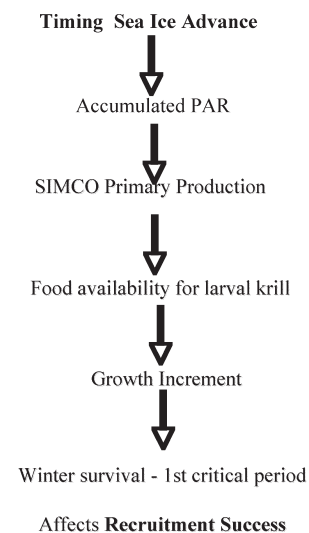 Timing Sea Ice Advance
Accumulated PAR
SIMCO Primary Production
Food availability for larval krill
Growth Increment
Winter survival - 1st critical period
Affects Recruitment Success